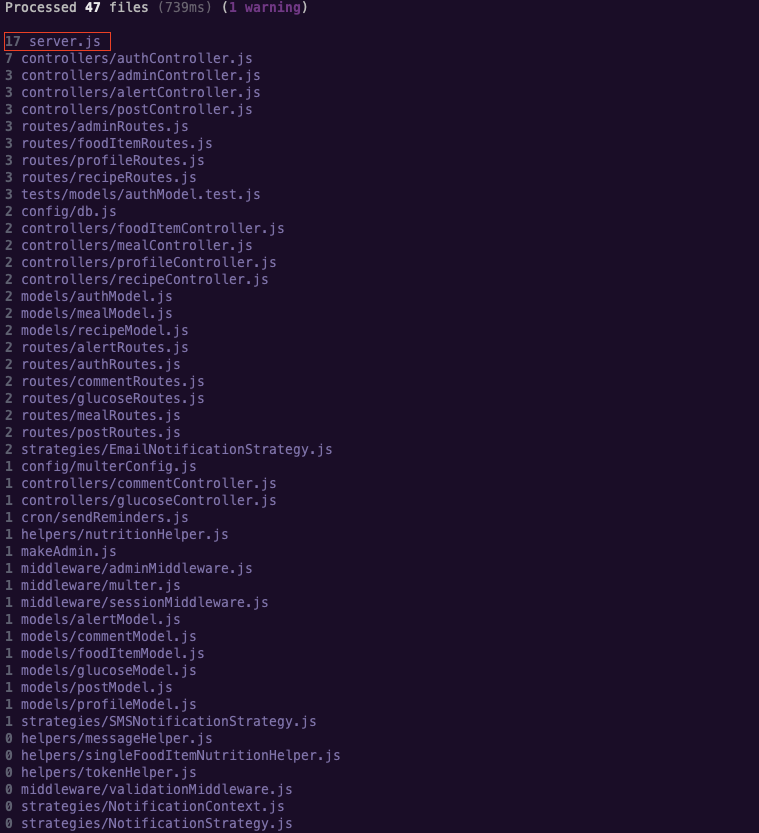 Processed 47 files (739ms) (1 warning)
17 server.js
7 controllers/authController.js
3 controllers/adminController.js
3 controllers/alertController.js
3 controllers/postController.js
3 routes/adminRoutes.js
3 routes/foodItemRoutes.js
3 routes/profileRoutes.js
3 routes/recipeRoutes.js
3 tests/models/authModel.test.js
2 config/db.js
2 controllers/foodItemController.js
2 controllers/mealController.js
2 controllers/profileController.js
2 controllers/recipeController.js
2 models/authModel.js
2 models/mealModel.js
2 models/recipeModel.js
2 routes/alertRoutes.js
2 routes/authRoutes.js
2 routes/commentRoutes.js
2 routes/glucoseRoutes.js
2 routes/mealRoutes.js
2 routes/postRoutes.js
2 strategies/EmailNotificationStrategy.js
1 config/multerConfig.js
1 controllers/commentController.js
1 controllers/glucoseController.js
1 cron/sendReminders.js
1 helpers/nutritionHelper.js
1 makeAdmin.js
1 middleware/adminMiddleware.js
1 middleware/multer.js
1 middleware/sessionMiddleware.js
1 models/alertModel.js
1 models/commentModel.js
1 models/foodItemModel.js
1 models/glucoseModel.js
1 models/postModel.js
1 models/profileModel.js
1 strategies/SMSNotificationStrategy.js
0 helpers/messageHelper.js
0 helpers/singleFoodItemNutritionHelper.js
0 helpers/tokenHelper.js
0 middleware/validationMiddleware.js
0 strategies/NotificationContext.js
0 strategies/NotificationStrategy.js